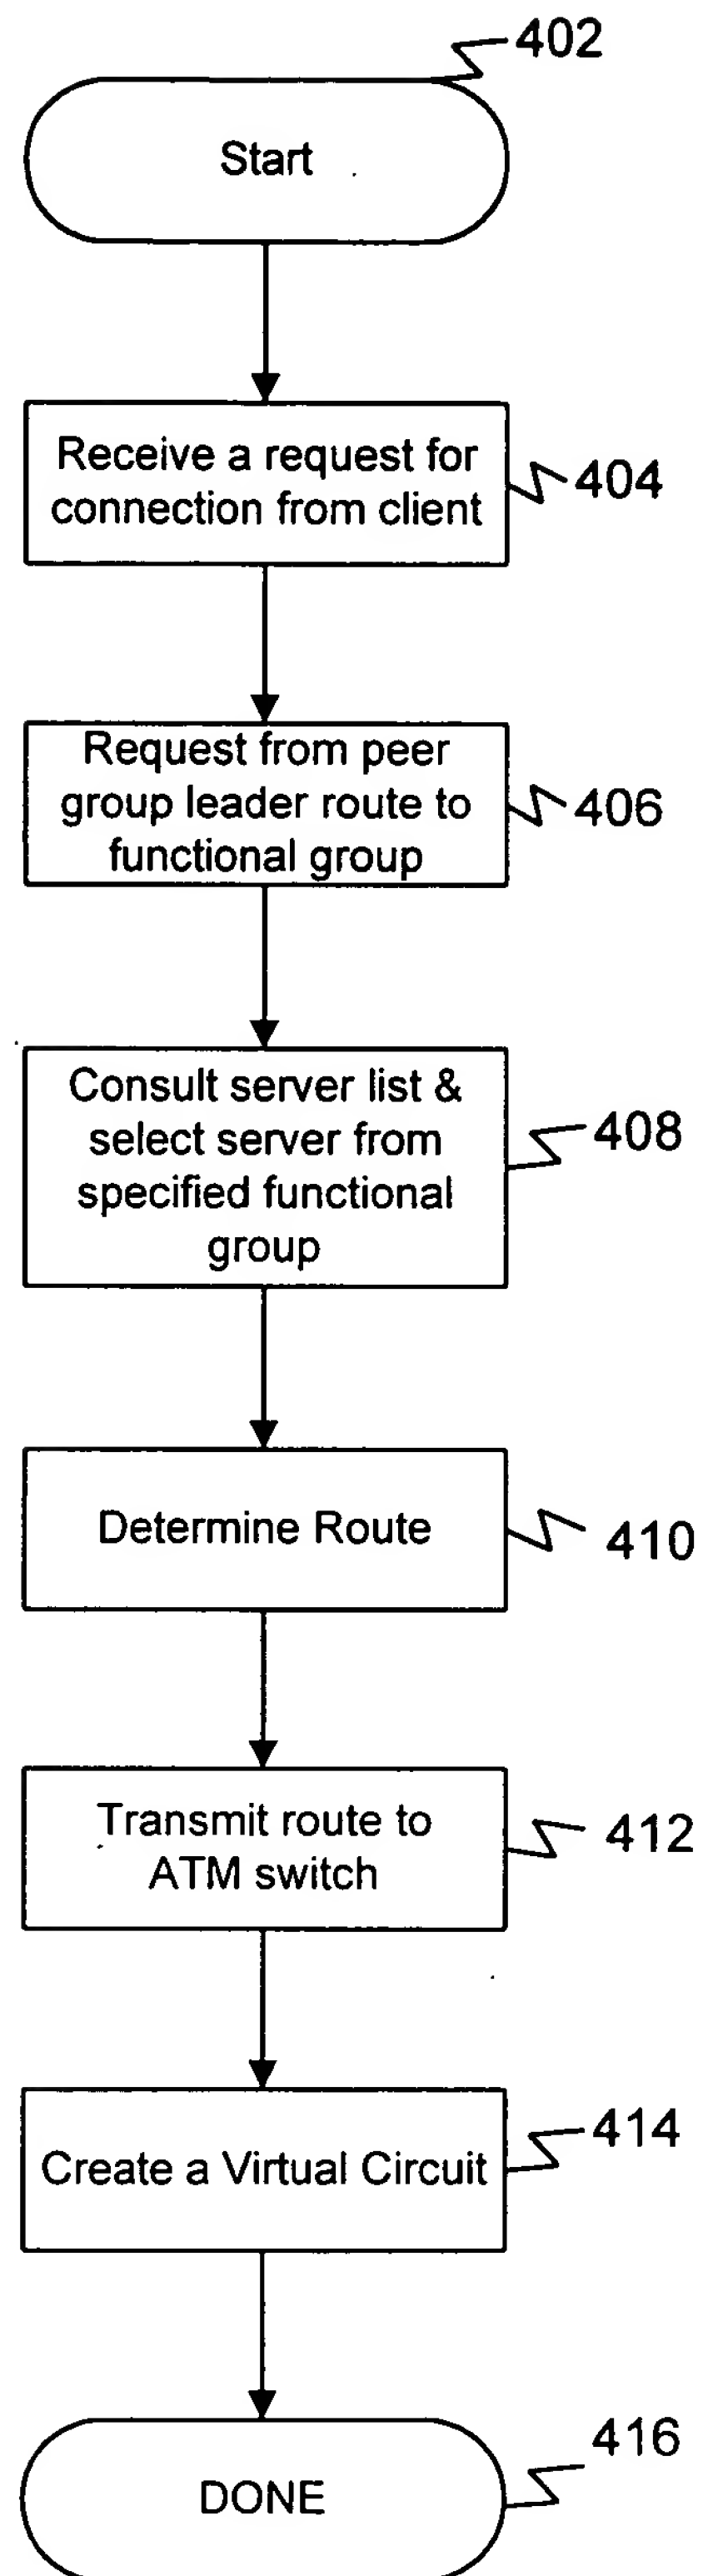 402
Start
Receive a request for
connection from client
404
Request from peer
group leader route to
functional group
406
Consult server list &
select server from
specified functional
group
408
Determine Route
410
Transmit route to
ATM switch
412
Create a Virtual Circuit
414
DONE
416